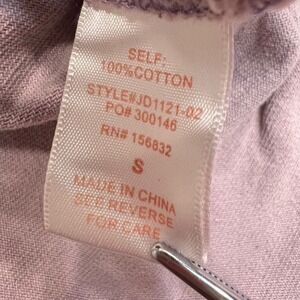 SELF:
100%COTTON
STYLE#JD1121-02
PO# 300146
RN# 156832
S
MADE IN CHINA
SEE REVERSE
FOR CARE